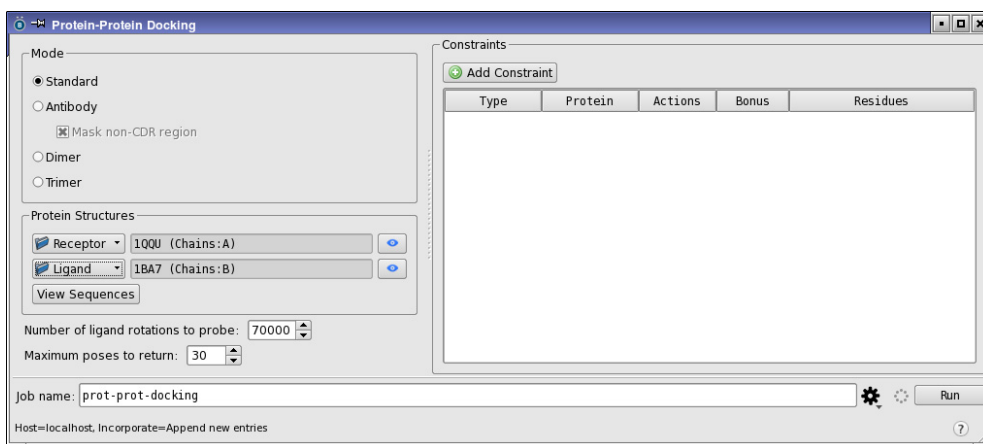 Protein-Protein Docking
Mode
Standard
Antibody
Mask non-CDR region
Dimer
Trimer
Protein Structures
Receptor 1QQU (Chains:A)
Ligand 1BA7 (Chains:B)
View Sequences
Number of ligand rotations to probe: 70000
Maximum poses to return: 30
Constraints
Add Constraint
Type Protein Actions Bonus Residues
Job name: prot-prot-docking
Run
Host=localhost, Incorporate=Append new entries
?